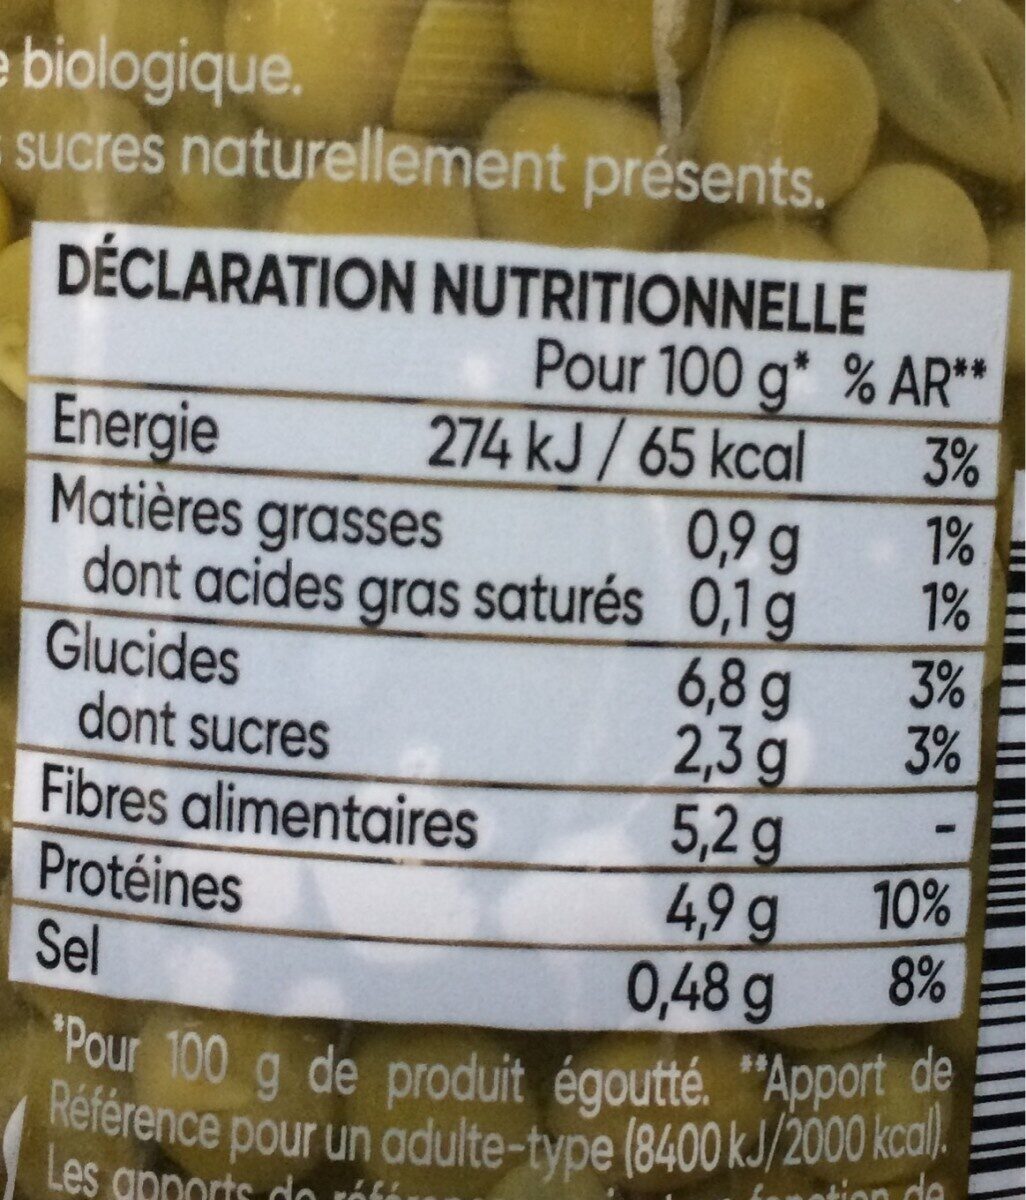 biologique.
sucres naturellement présents.
DÉCLARATION NUTRITIONNELLE
Pour 100 g* % AR**
Energie 274 kJ / 65 kcal 3%
Matières grasses 0,9 g 1%
dont acides gras saturés 0,1 g 1%
Glucides 6,8 g 3%
dont sucres 2,3 g 3%
Fibres alimentaires 5,2 g -
Protéines 4,9 g 10%
Sel 0,48 g 8%
*Pour 100 g de produit égoutté. **Apport de
Référence pour un adulte-type (8400 kJ/2000 kcal).
Les apports de